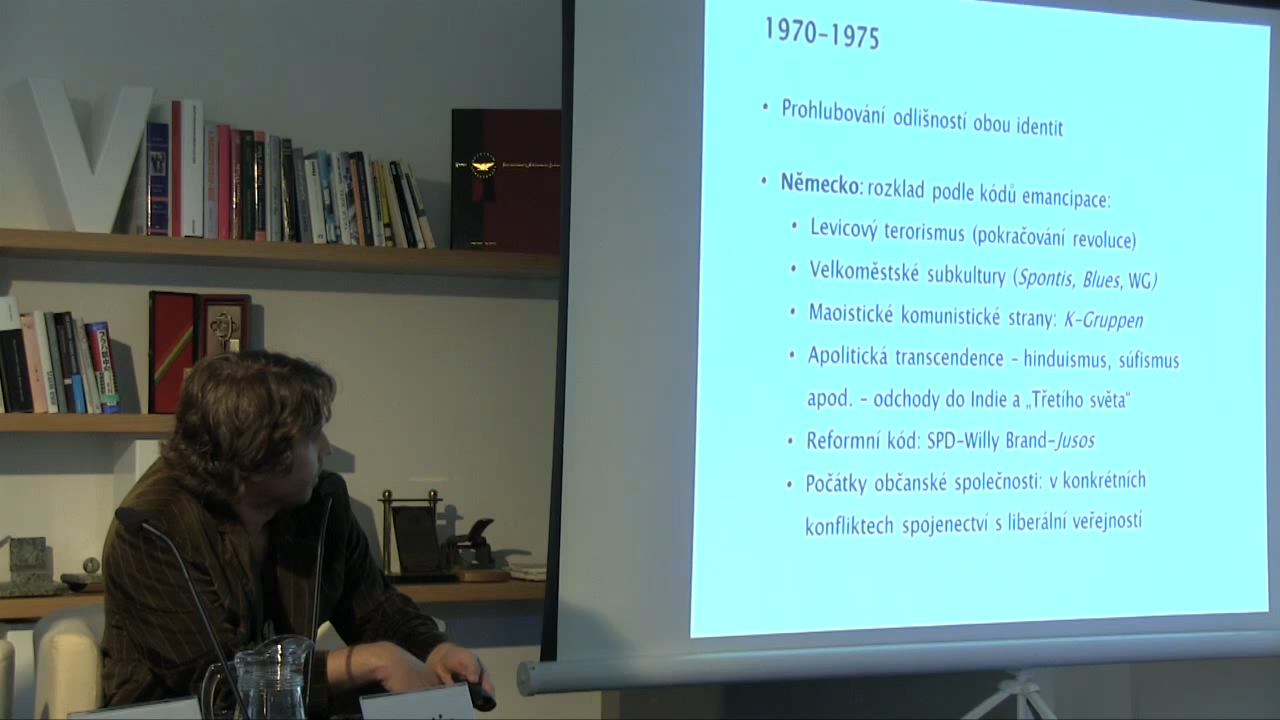 V
1970–1975
• Prohlubování odlišností obou identit
• Německo: rozklad podle kódů emancipace:
• Levicový terorismus (pokračování revoluce)
• Velkoměstské subkultury (Spontis, Blues, WG)
• Maoistické komunistické strany: K-Gruppen
• Apolitická transcendence – hinduismus, súfismus
apod. – odchody do Indie a „Třetího světa“
• Reformní kód: SPD-Willy Brand-Jusos
• Počátky občanské společnosti: v konkrétních
konfliktech spojenectví s liberální veřejností